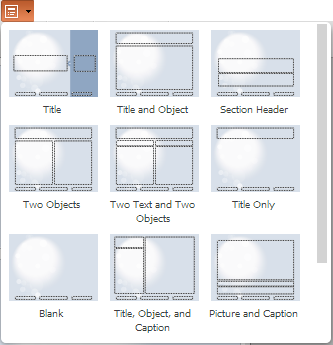 Title
Title and Object
Section Header
Two Objects
Two Text and Two
Objects
Title Only
Blank
Title, Object, and
Caption
Picture and Caption